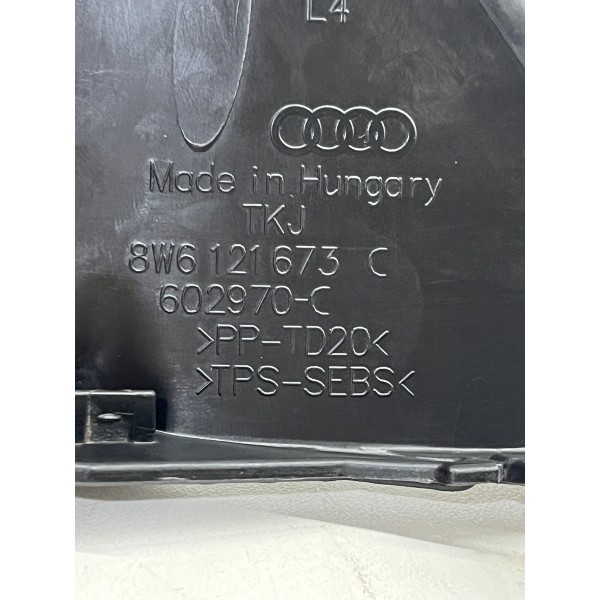 L4
Made in Hungary
TKJ
8W6 121 673 C
602970-C
>PP-TD20<
>TPS-SEBS<